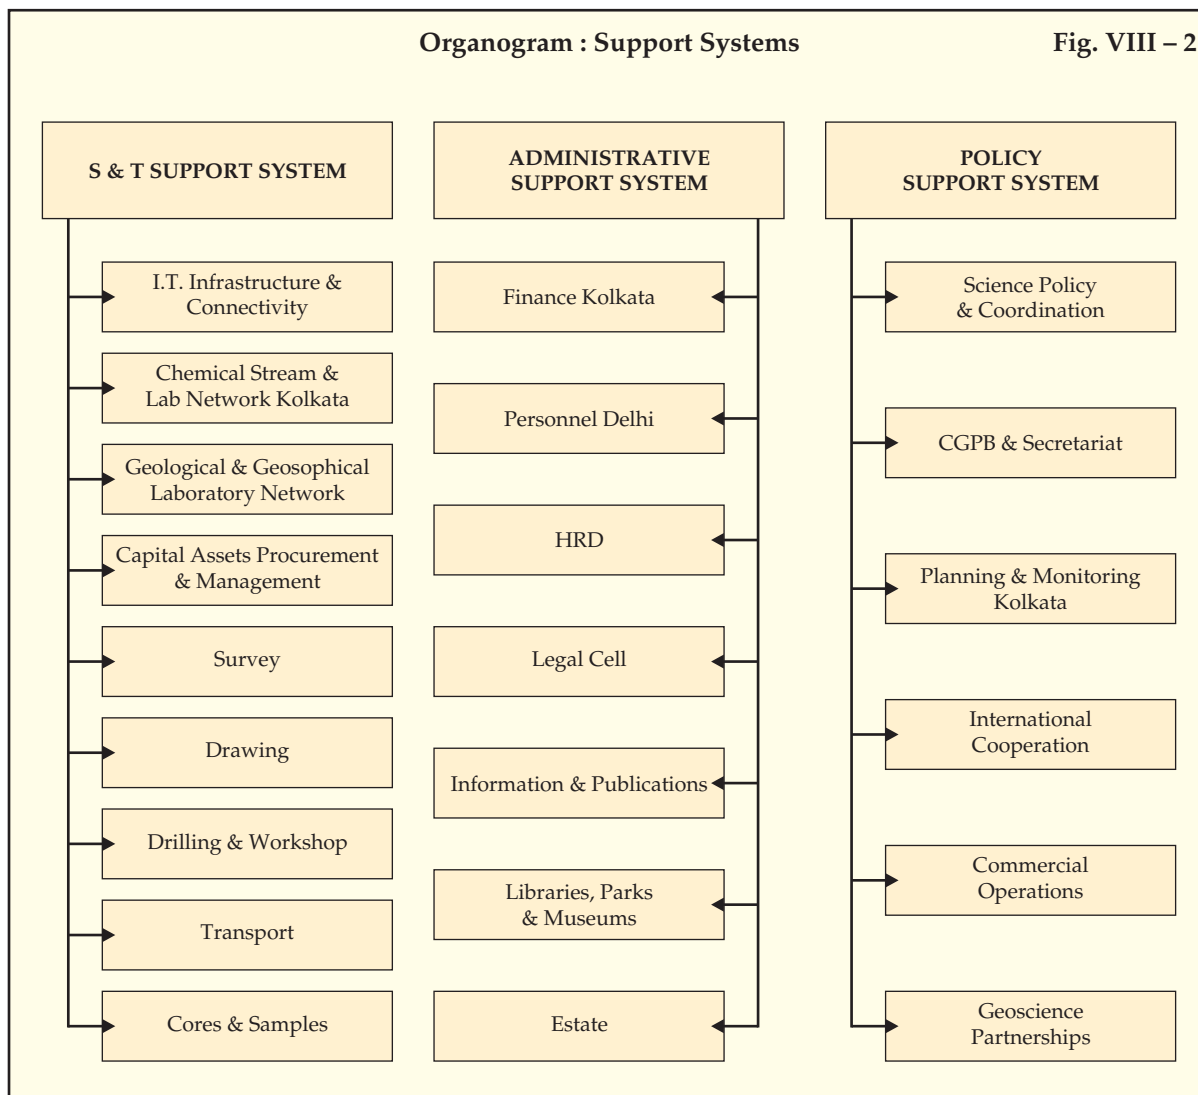 Organogram : Support Systems
Fig. VIII – 2
S & T SUPPORT SYSTEM
I.T. Infrastructure &
Connectivity
Chemical Stream &
Lab Network Kolkata
Geological & Geosophical
Laboratory Network
Capital Assets Procurement
& Management
Survey
Drawing
Drilling & Workshop
Transport
Cores & Samples
ADMINISTRATIVE
SUPPORT SYSTEM
Finance Kolkata
Personnel Delhi
HRD
Legal Cell
Information & Publications
Libraries, Parks
& Museums
Estate
POLICY
SUPPORT SYSTEM
Science Policy
& Coordination
CGPB & Secretariat
Planning & Monitoring
Kolkata
International
Cooperation
Commercial
Operations
Geoscience
Partnerships